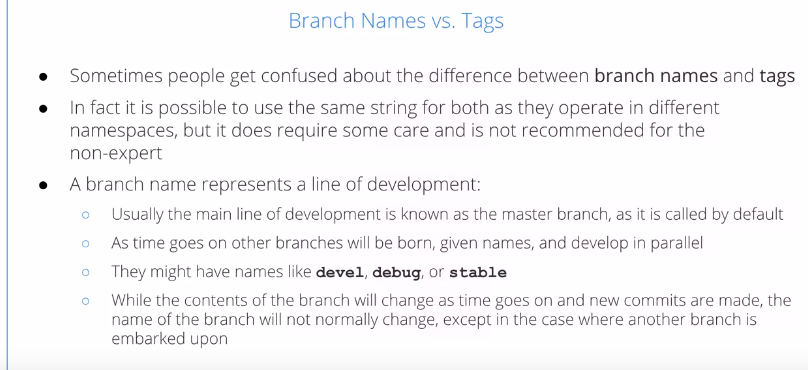 Branch Names vs. Tags
● Sometimes people get confused about the difference between branch names and tags
● In fact it is possible to use the same string for both as they operate in different
namespaces, but it does require some care and is not recommended for the
non-expert
● A branch name represents a line of development:
○ Usually the main line of development is known as the master branch, as it is called by default
○ As time goes on other branches will be born, given names, and develop in parallel
○ They might have names like devel, debug, or stable
○ While the contents of the branch will change as time goes on and new commits are made, the
name of the branch will not normally change, except in the case where another branch is
embarked upon